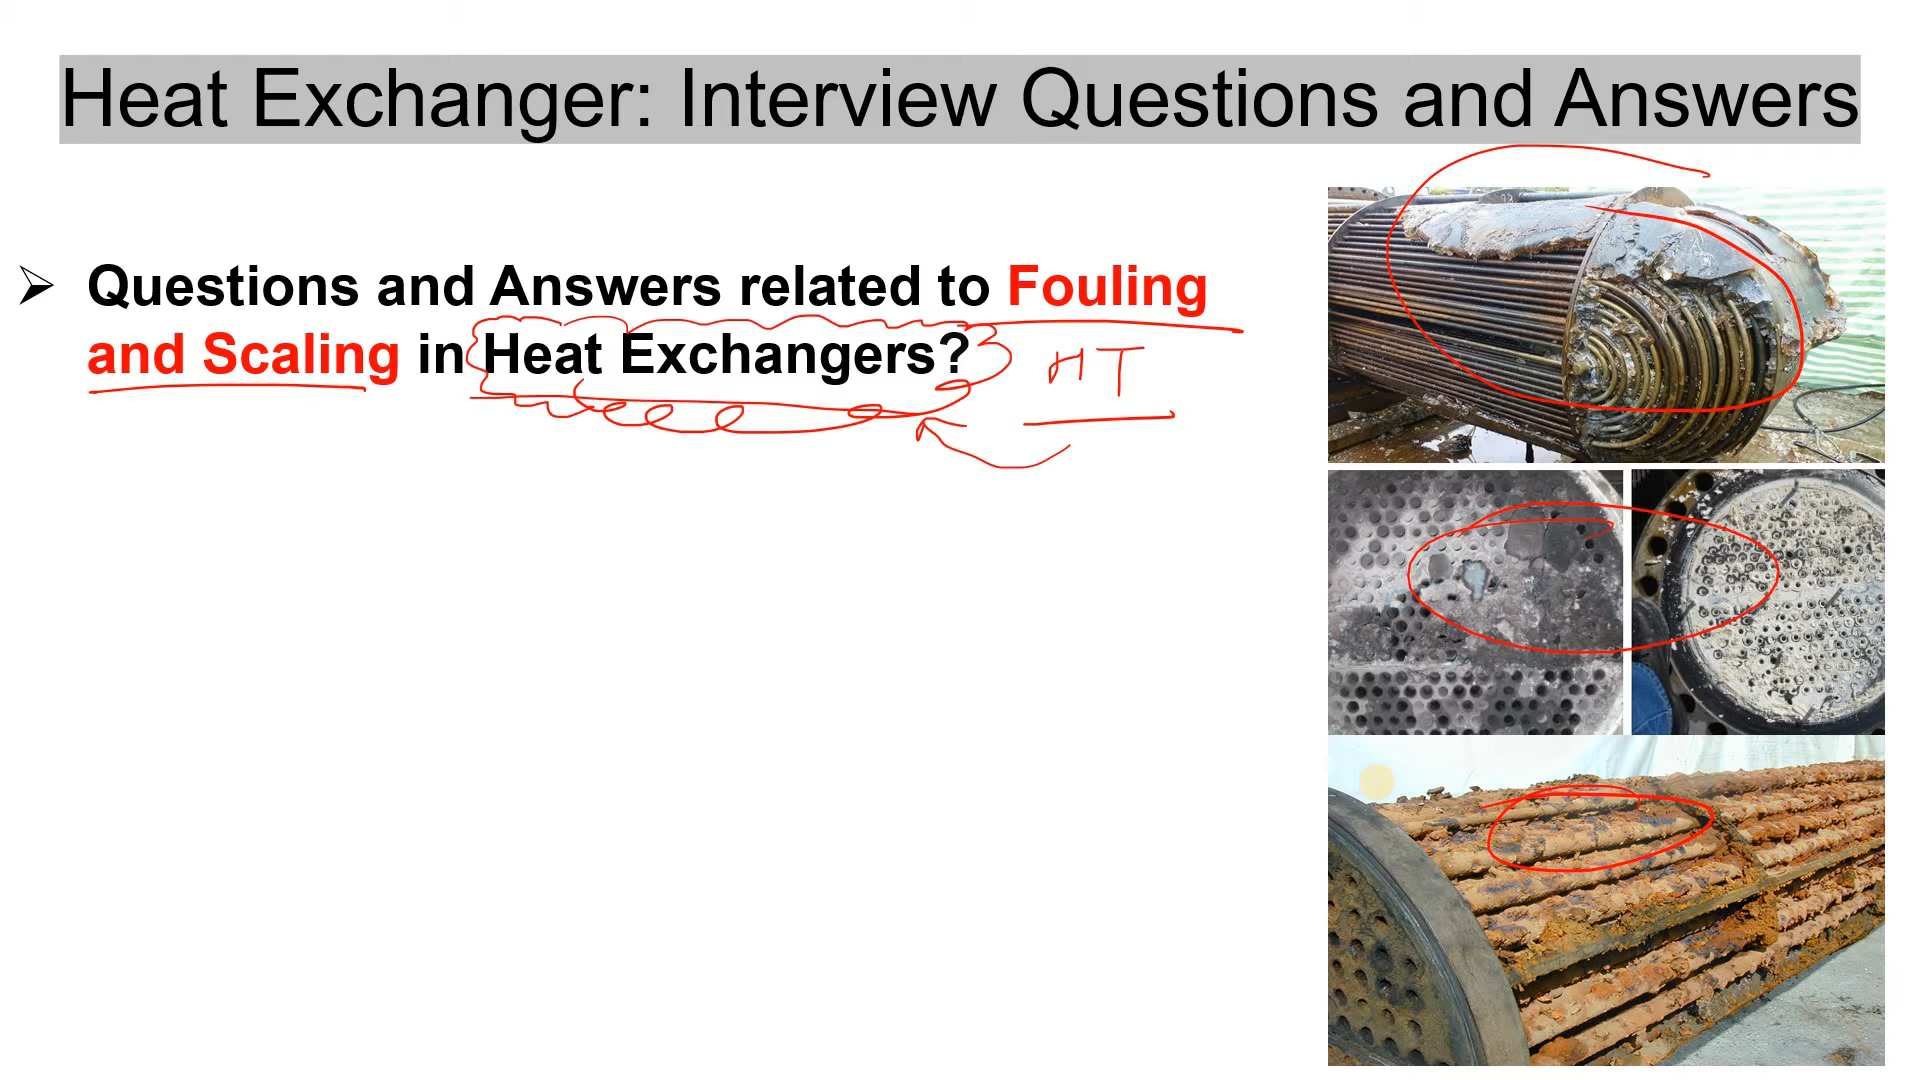 Heat Exchanger: Interview Questions and Answers
➢ Questions and Answers related to Fouling
and Scaling in Heat Exchangers?
HT